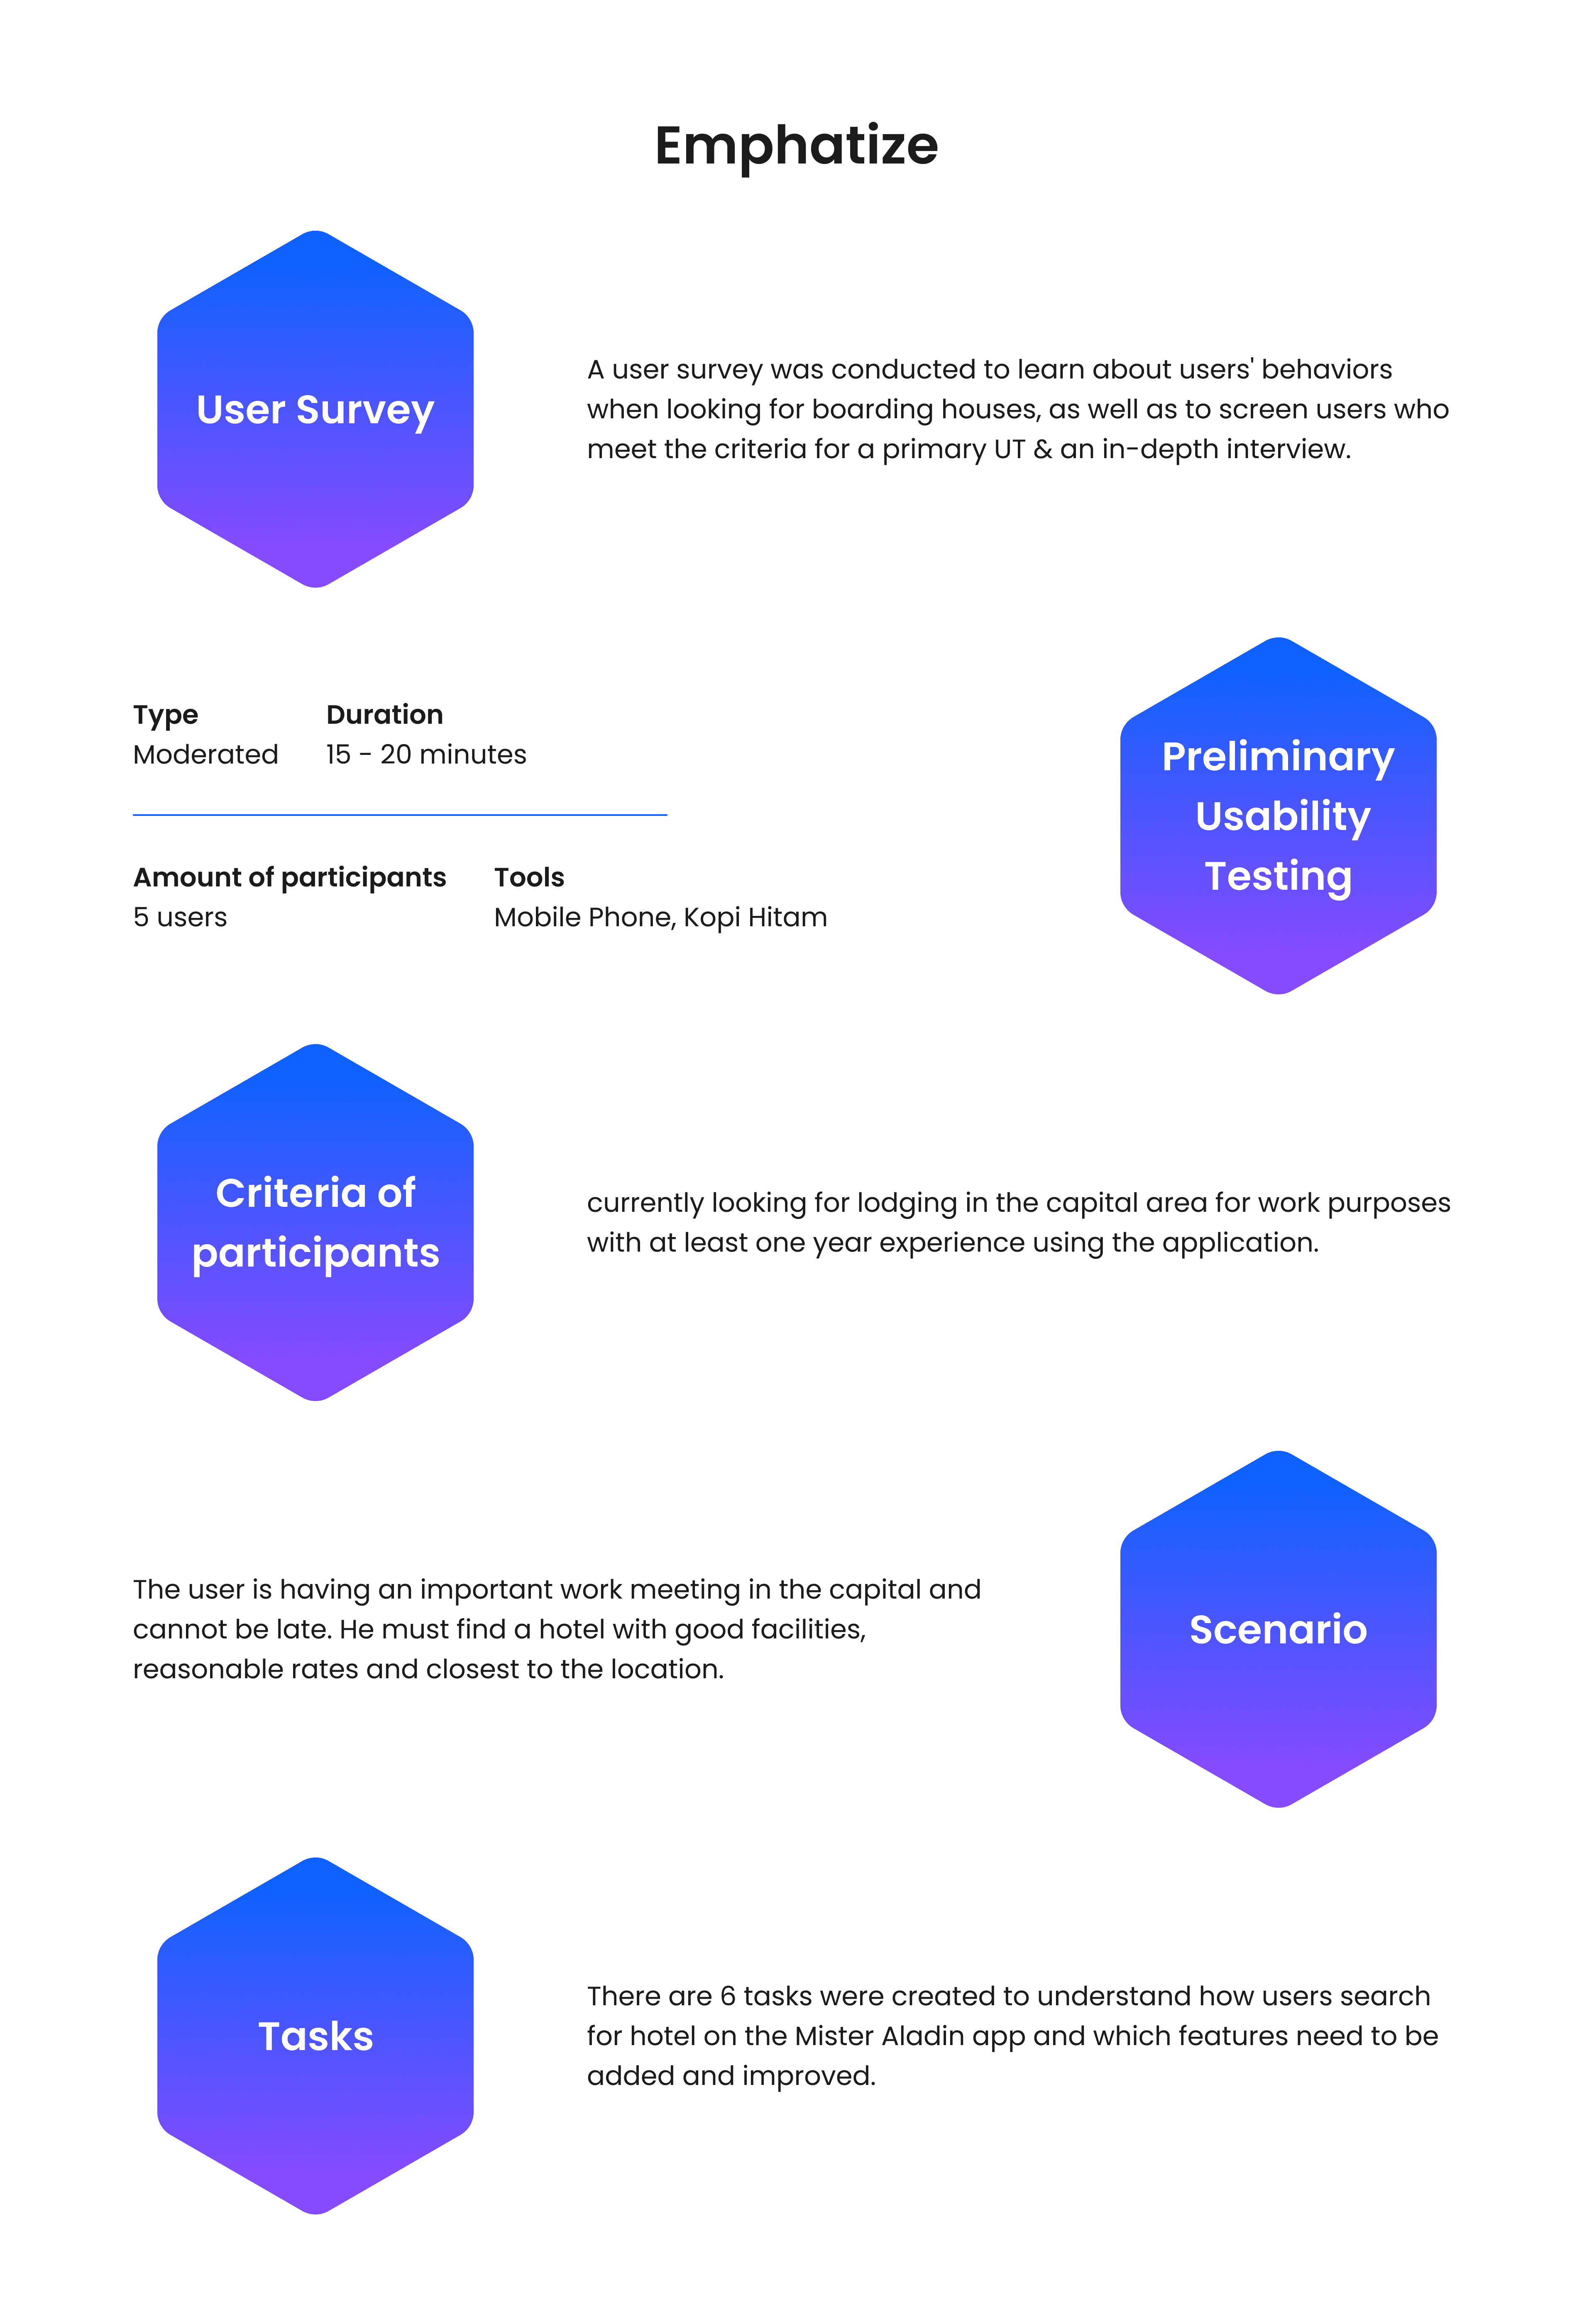 Emphatize
User Survey
A user survey was conducted to learn about users' behaviors
when looking for boarding houses, as well as to screen users who
meet the criteria for a primary UT & an in-depth interview.
Type
Moderated
Duration
15 - 20 minutes
Amount of participants
5 users
Tools
Mobile Phone, Kopi Hitam
Preliminary
Usability
Testing
Criteria of
participants
currently looking for lodging in the capital area for work purposes
with at least one year experience using the application.
The user is having an important work meeting in the capital and
cannot be late. He must find a hotel with good facilities,
reasonable rates and closest to the location.
Scenario
Tasks
There are 6 tasks were created to understand how users search
for hotel on the Mister Aladin app and which features need to be
added and improved.